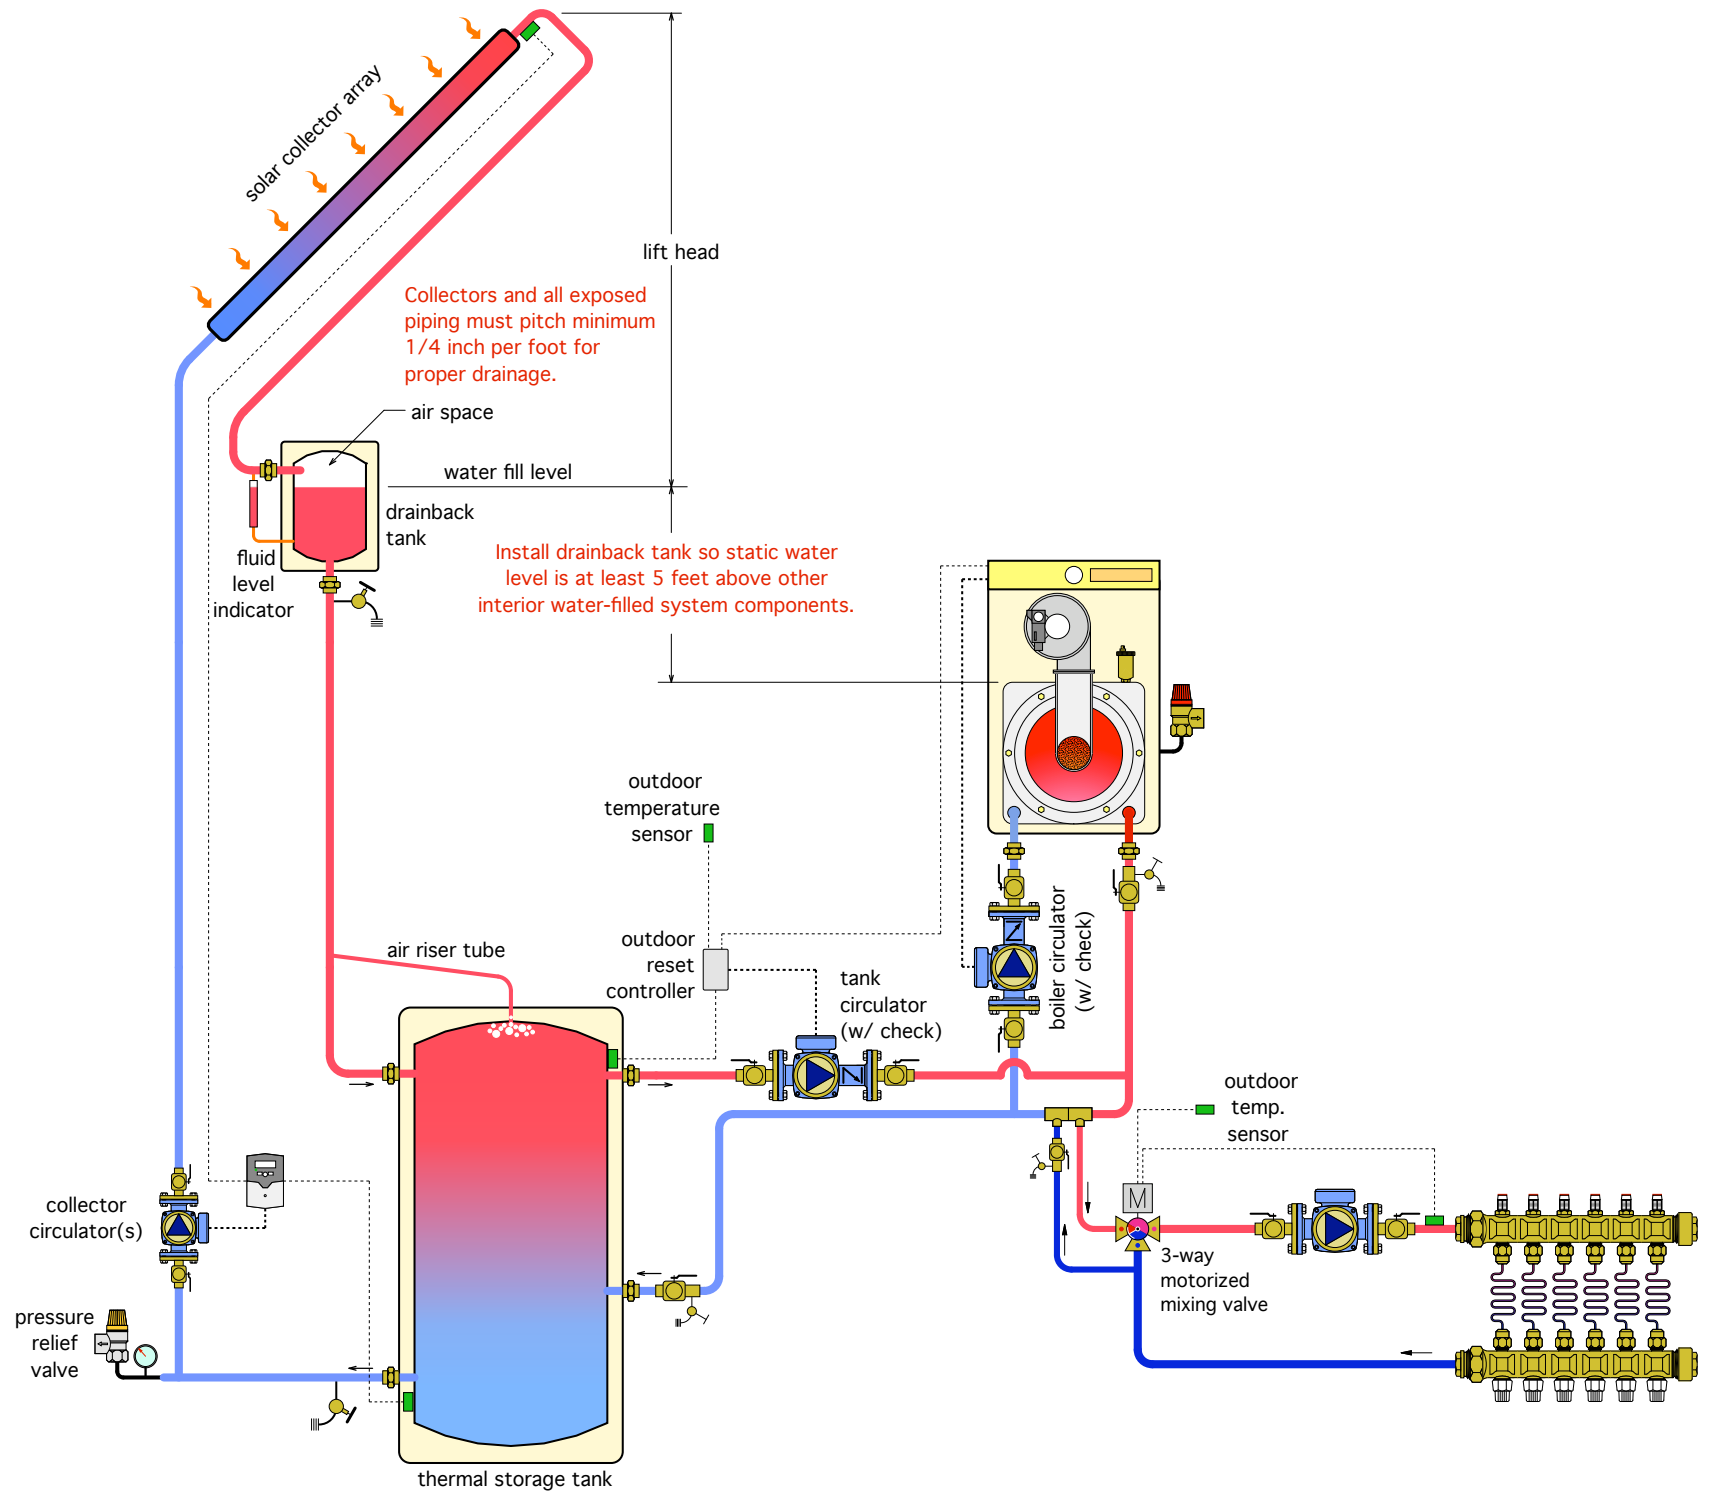 solar collector array
lift head
Collectors and all exposed
piping must pitch minimum
1/4 inch per foot for
proper drainage.
air space
water fill level
drainback
tank
fluid
level
indicator
Install drainback tank so static water
level is at least 5 feet above other
interior water-filled system components.
outdoor
temperature
sensor
boiler circulator
(w/ check)
air riser tube
outdoor
reset
controller
tank
circulator
(w/ check)
outdoor
temp.
sensor
M
collector
circulator(s)
3-way
motorized
mixing valve
pressure
relief
valve
thermal storage tank